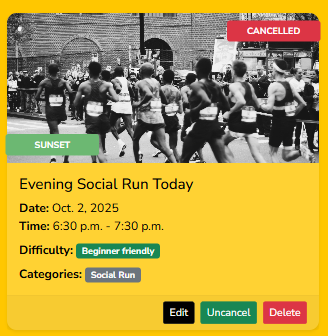 CANCELLED
SUNSET
Evening Social Run Today
Date: Oct. 2, 2025
Time: 6:30 p.m. - 7:30 p.m.
Difficulty: Beginner friendly
Categories: Social Run
Edit Uncancel Delete